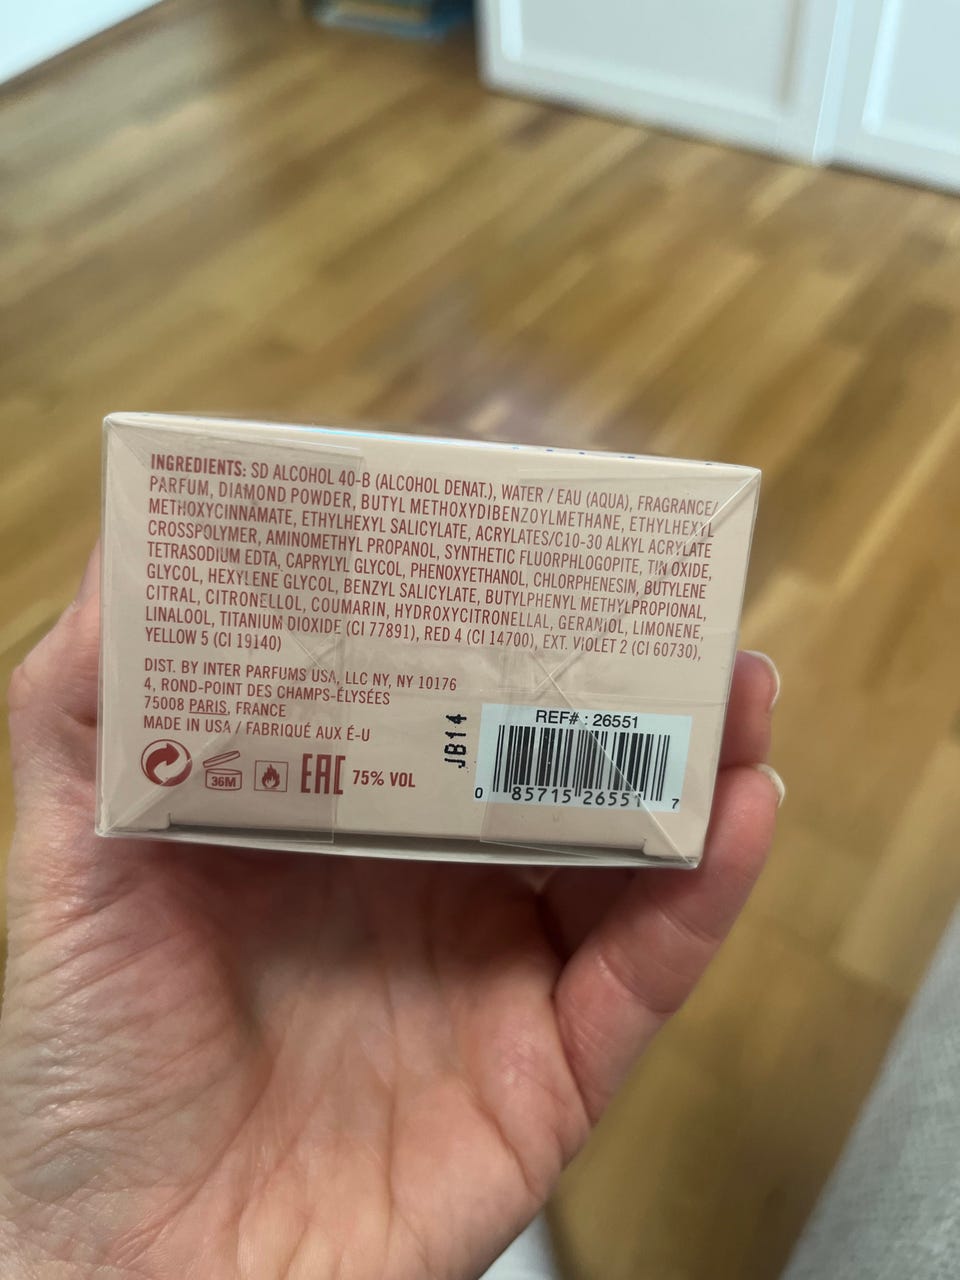 INGREDIENTS: SD ALCOHOL 40-B (ALCOHOL DENAT.), WATER / EAU (AQUA), FRAGRANCE/
PARFUM, DIAMOND POWDER, BUTYL METHOXYDIBENZOYLMETHANE, ETHYLHEXYL
METHOXYCINNAMATE, ETHYLHEXYL SALICYLATE, ACRYLATES/C10-30 ALKYL ACRYLATE
CROSSPOLYMER, AMINOMETHYL PROPANOL, SYNTHETIC FLUORPHLOGOPITE, TIN OXIDE,
TETRASODIUM EDTA, CAPRYLYL GLYCOL, PHENOXYETHANOL, CHLORPHENESIN, BUTYLENE
GLYCOL, HEXYLENE GLYCOL, BENZYL SALICYLATE, BUTYLPHENYL METHYLPROPIONAL,
CITRAL, CITRONELLOL, COUMARIN, HYDROXYCITRONELLAL, GERANIOL, LIMONENE,
LINALOOL, TITANIUM DIOXIDE (CI 77891), RED 4 (CI 14700), EXT. VIOLET 2 (CI 60730),
YELLOW 5 (CI 19140)
DIST. BY INTER PARFUMS USA, LLC NY, NY 10176
4, ROND-POINT DES CHAMPS-ÉLYSÉES
75008 PARIS, FRANCE
MADE IN USA / FABRIQUÉ AUX É-U
36M
EAC 75% VOL
JB14
REF# : 26551
0 85715 26551 7